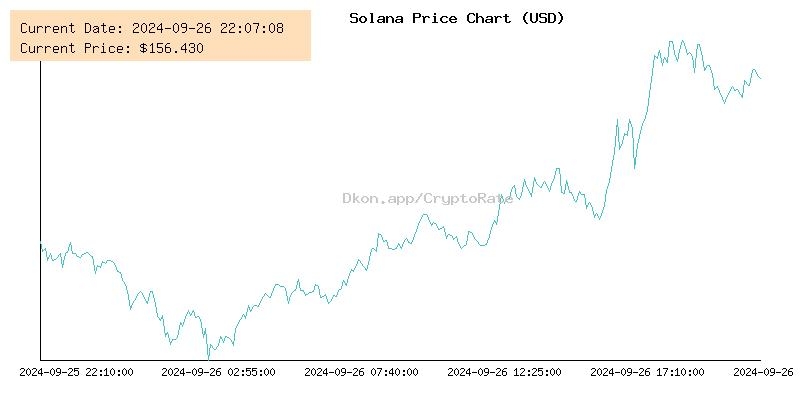 Solana Price Chart (USD)
Current Date: 2024-09-26 22:07:08
Current Price: $156.430
Dkon.app/CryptoRate
2024-09-25 22:10:00 2024-09-26 02:55:00 2024-09-26 07:40:00 2024-09-26 12:25:00 2024-09-26 17:10:00 2024-09-26